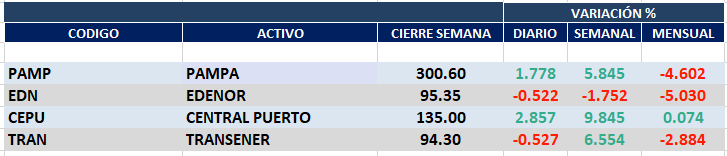 VARIACIÓN %
CODIGO ACTIVO CIERRE SEMANA DIARIO SEMANAL MENSUAL
PAMP PAMPA 300.60 1.778 5.845 -4.602
EDN EDENOR 95.35 -0.522 -1.752 -5.030
CEPU CENTRAL PUERTO 135.00 2.857 9.845 0.074
TRAN TRANSENER 94.30 -0.527 6.554 -2.884